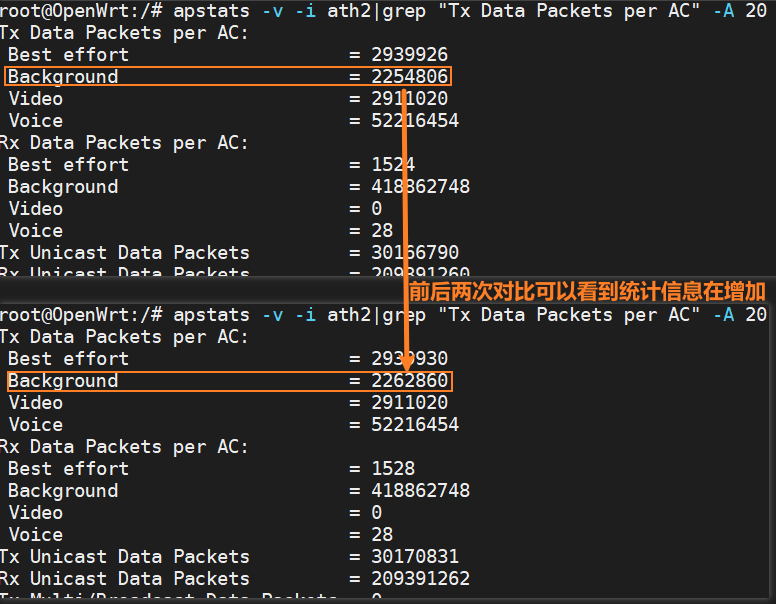 root@OpenWrt:/# apstats -v -i ath2|grep "Tx Data Packets per AC" -A 20
Tx Data Packets per AC:
Best effort = 2939926
Background = 2254806
Video = 2911020
Voice = 52216454
Rx Data Packets per AC:
Best effort = 1524
Background = 418862748
Video = 0
Voice = 28
Tx Unicast Data Packets = 30166790
Rx Unicast Data Packets = 209391260
前后两次对比可以看到统计信息在增加
root@OpenWrt:/# apstats -v -i ath2|grep "Tx Data Packets per AC" -A 20
Tx Data Packets per AC:
Best effort = 2939930
Background = 2262860
Video = 2911020
Voice = 52216454
Rx Data Packets per AC:
Best effort = 1528
Background = 418862748
Video = 0
Voice = 28
Tx Unicast Data Packets = 30170831
Rx Unicast Data Packets = 209391262
Tx Multi/Broadcast Data Packets = 0